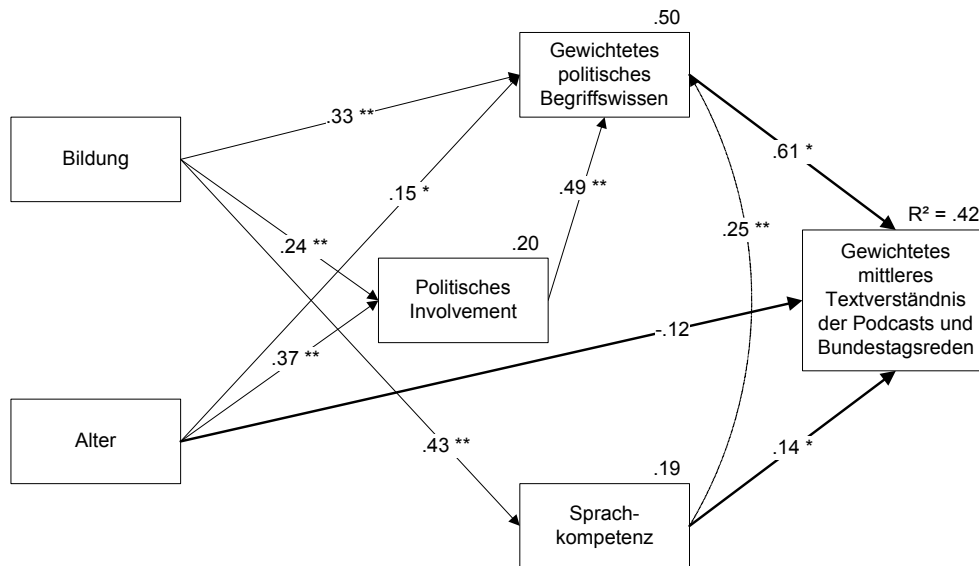 .50
Gewichtetes
politisches
Begriffswissen
.33 **
Bildung
.61 *
.15 *
.49 **
R² = .42
.25 **
.24 **
.20
Gewichtetes
mittleres
Textverständnis
der Podcasts und
Bundestagsreden
Politisches
Involvement
-.12
.37 **
Alter
.43 **
.14 *
.19
Sprach-
kompetenz